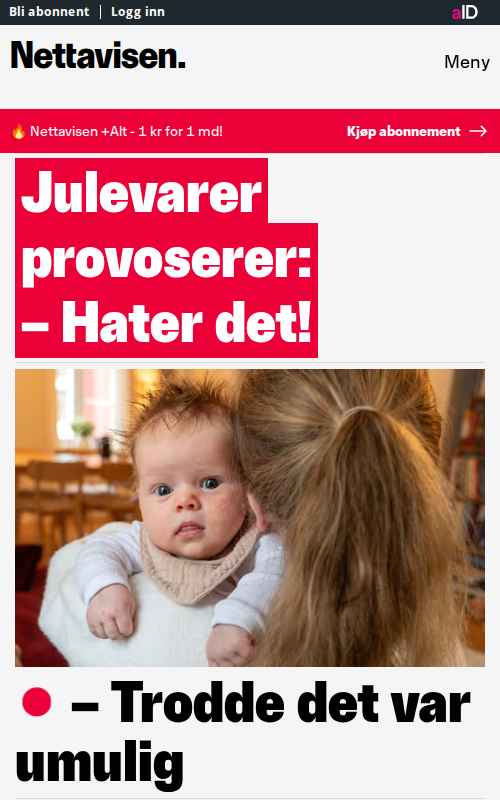 Bli abonnent | Logg inn
aID
Nettavisen.
Meny
🔥 Nettavisen +Alt - 1 kr for 1 md!
Kjøp abonnement →
Julevarer
provoserer:
– Hater det!
– Trodde det var
umulig